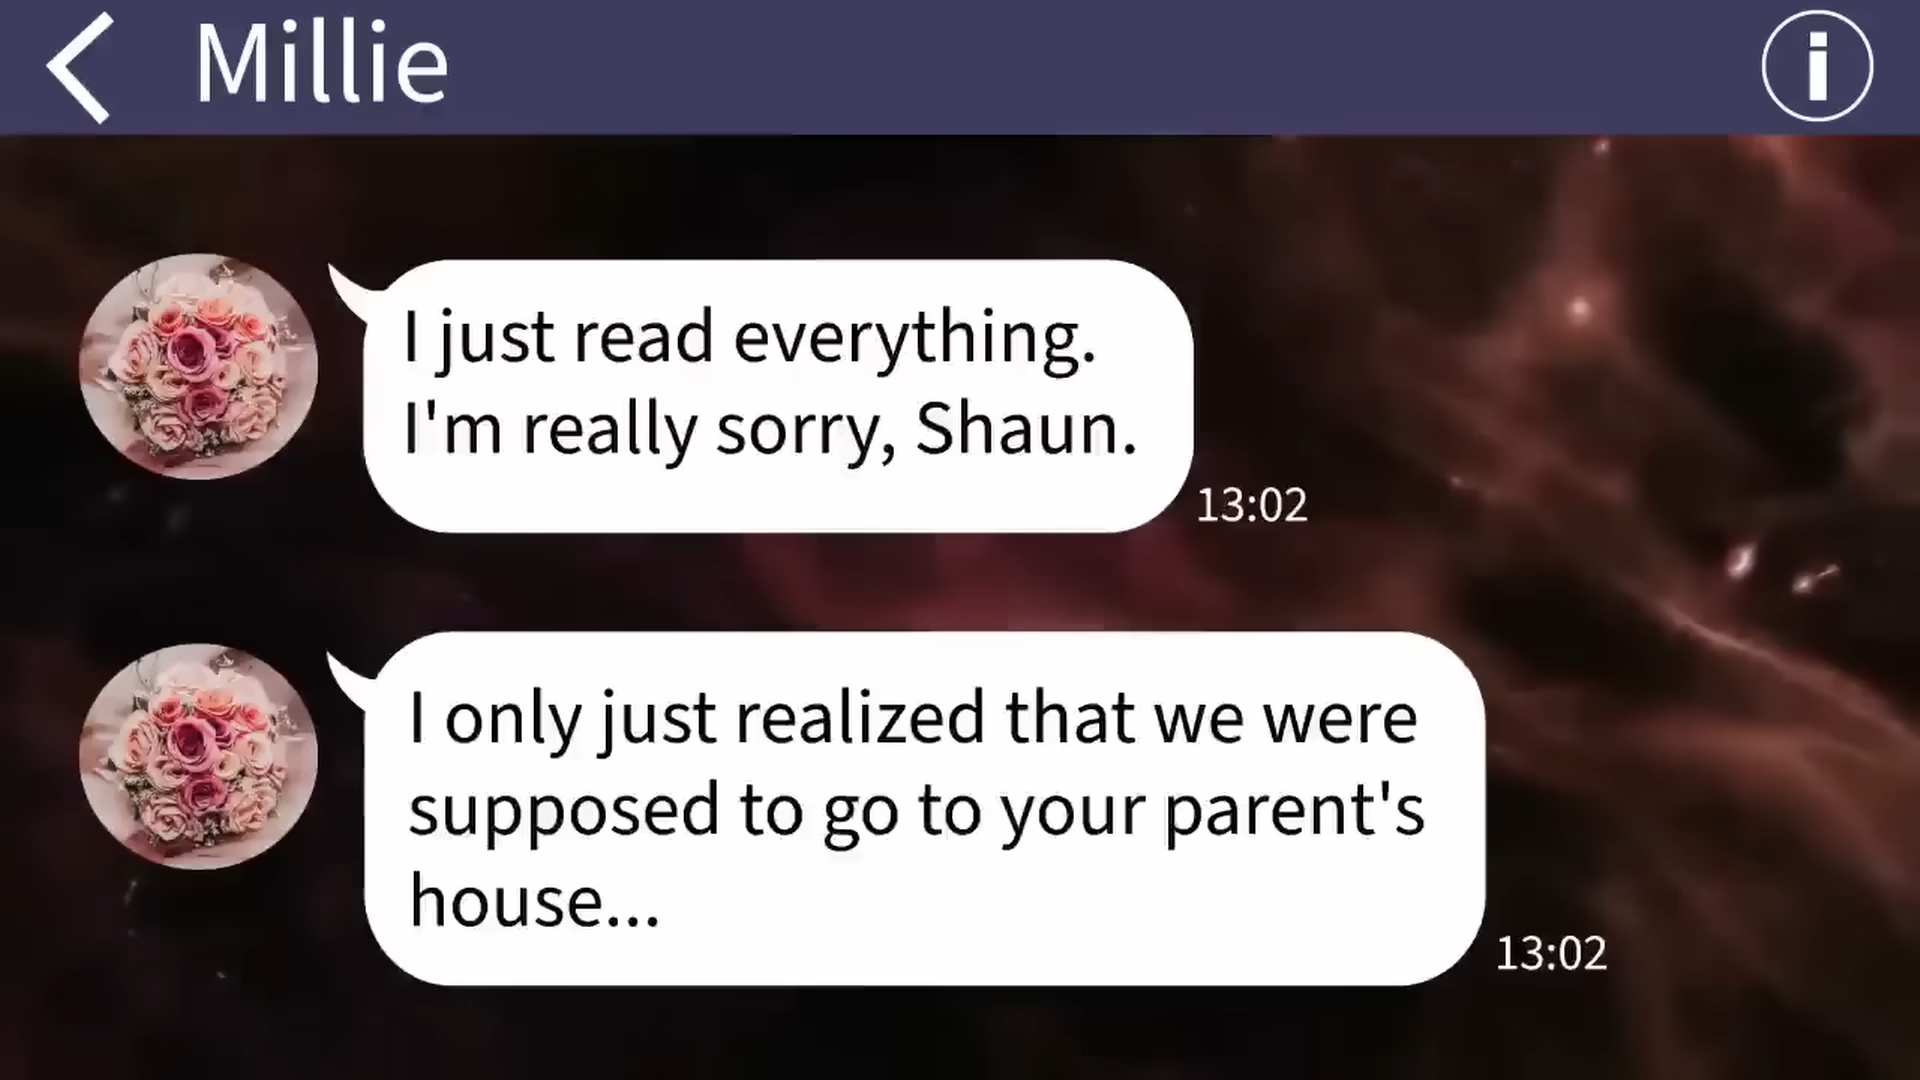 Millie
I just read everything.
I'm really sorry, Shaun.
13:02
I only just realized that we were
supposed to go to your parent's
house...
13:02